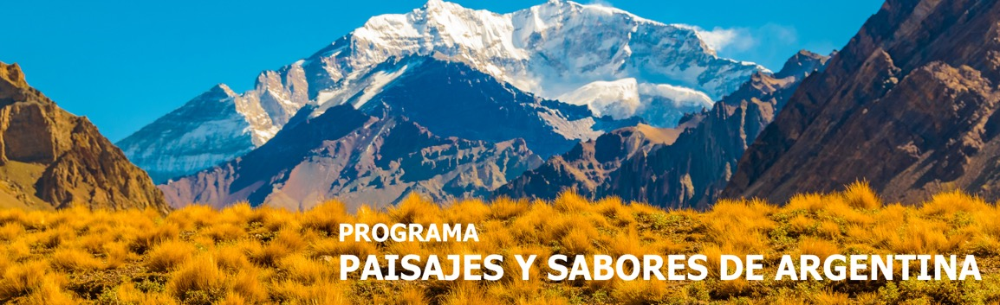 PROGRAMA
PAISAJES Y SABORES DE ARGENTINA